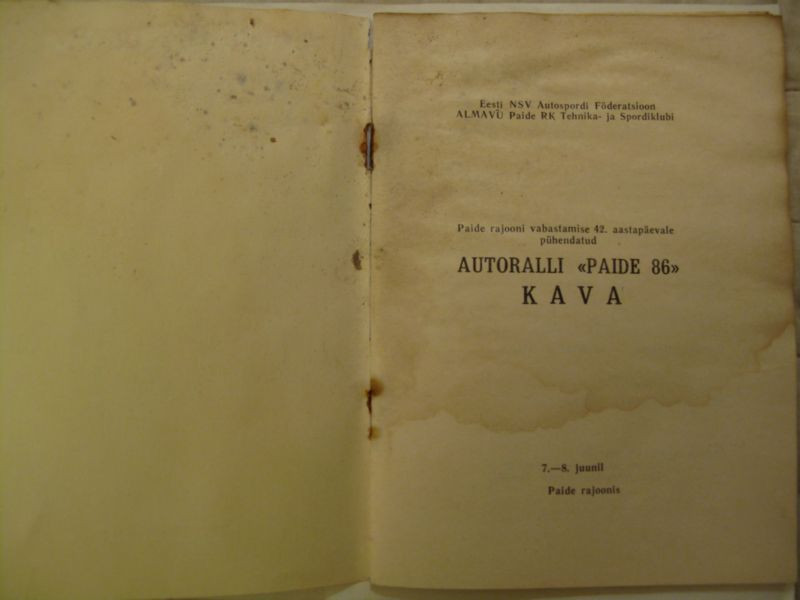 Eesti NSV Autospordi Föderatsioon
ALMAVÜ Paide RK Tehnika- ja Spordiklubi
Paide rajooni vabastamise 42. aastapäevale
pühendatud
AUTORALLI «PAIDE 86»
KAVA
7.—8. juunil
Paide rajoonis